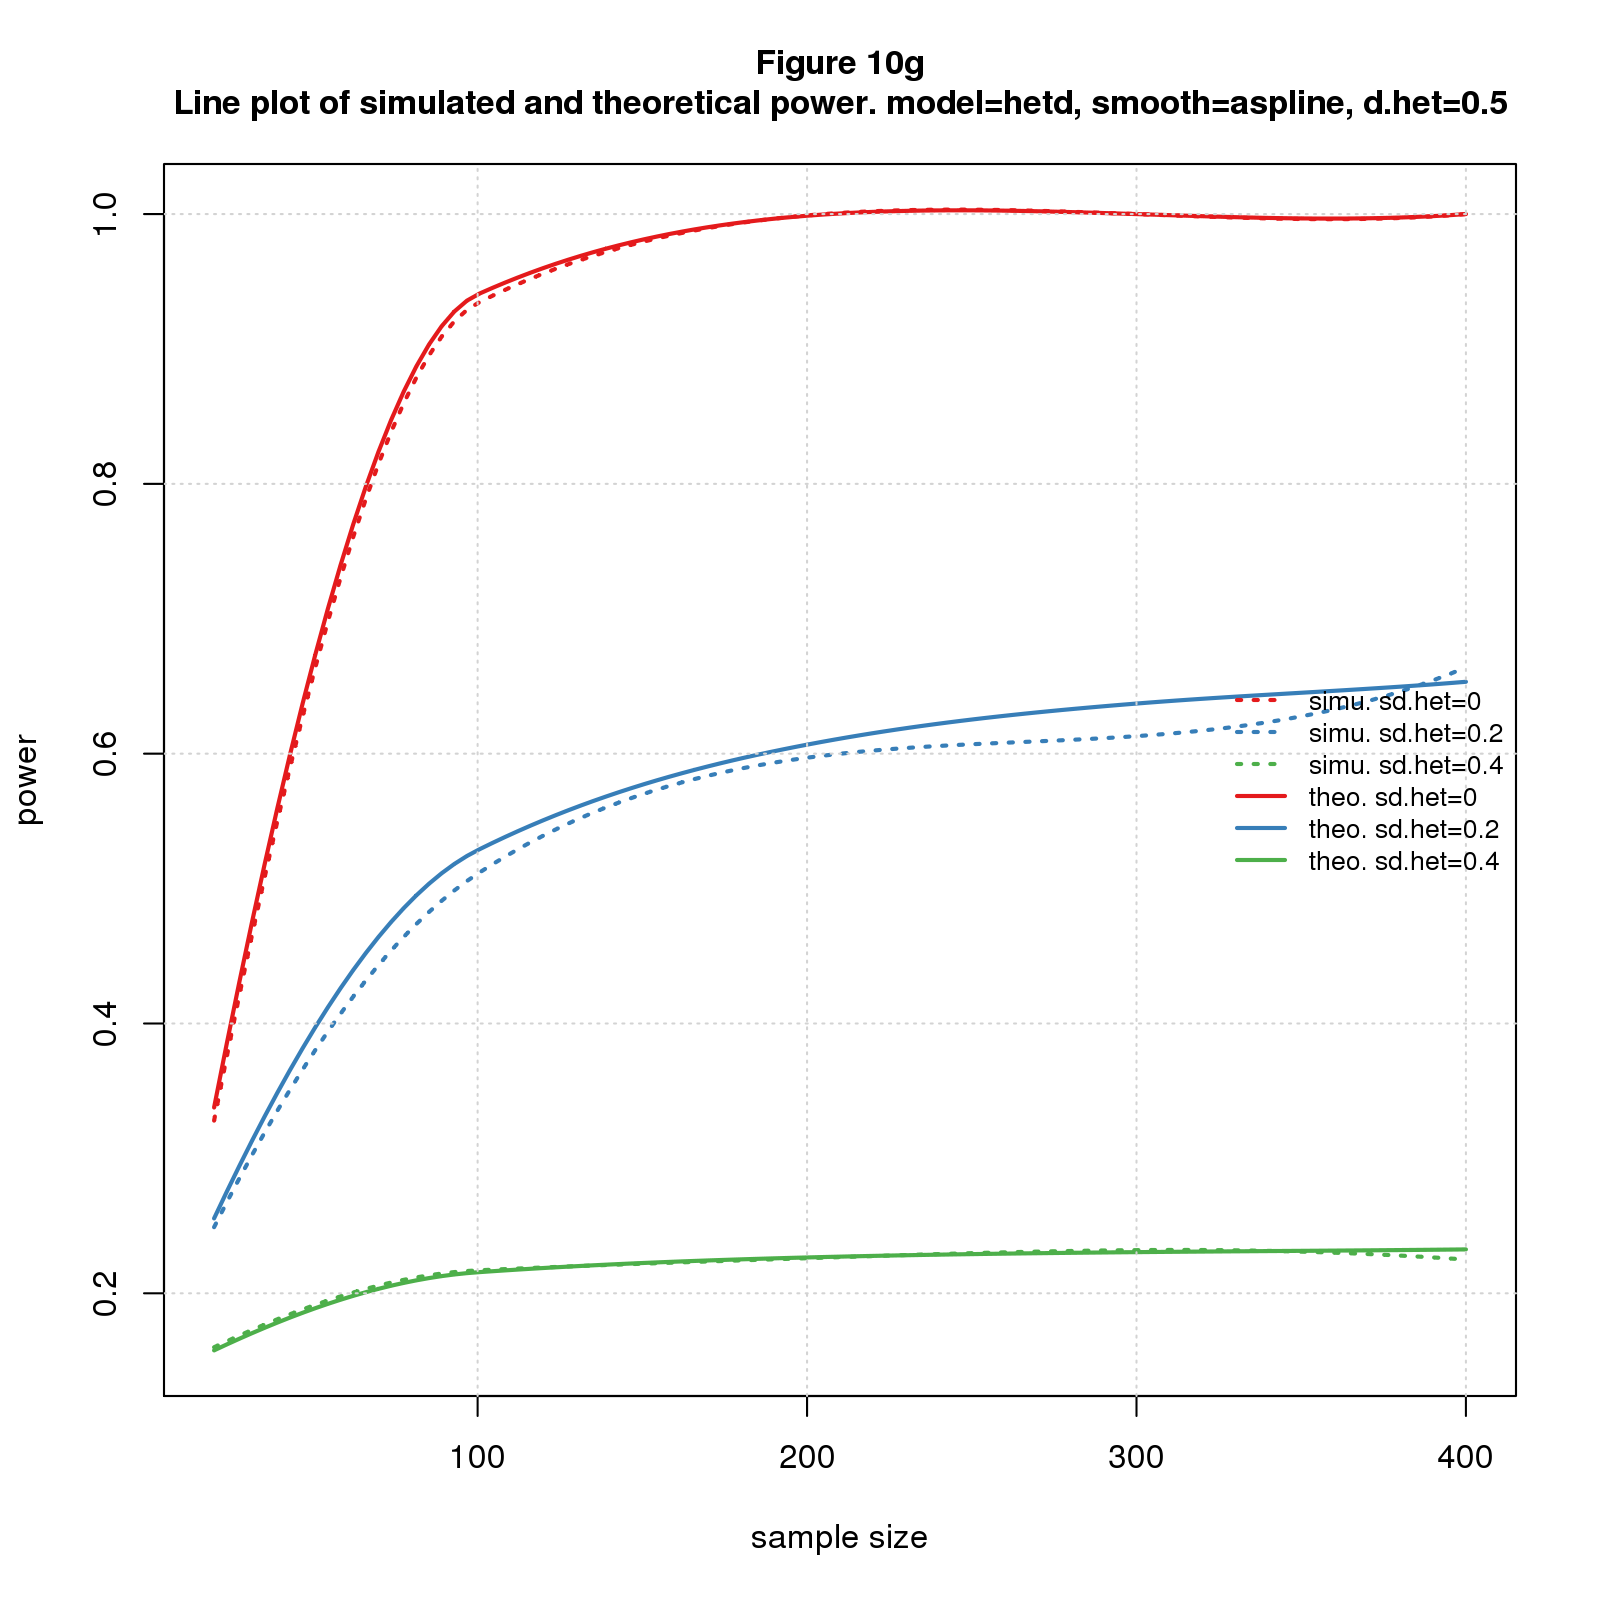 Figure 10g
Line plot of simulated and theoretical power. model=hetd, smooth=aspline, d.het=0.5
power
1.0
0.8
0.6
0.4
0.2
simu. sd.het=0
simu. sd.het=0.2
simu. sd.het=0.4
theo. sd.het=0
theo. sd.het=0.2
theo. sd.het=0.4
100 200 300 400
sample size